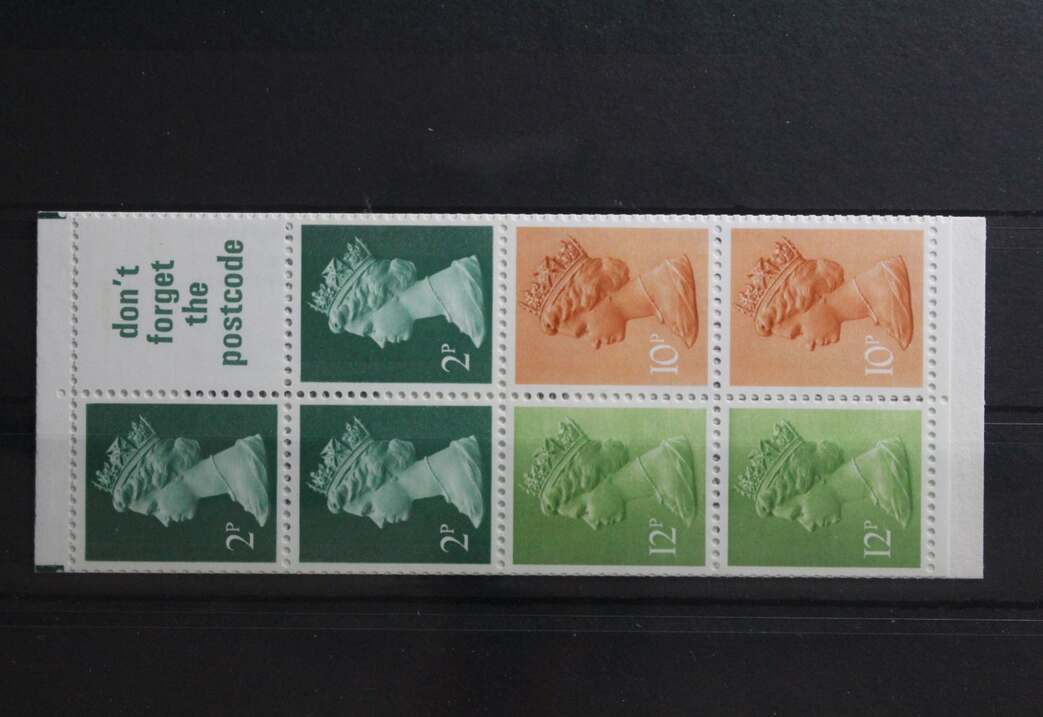 don't
forget
the
postcode
2P
10P
10P
2P
2P
12P
12P